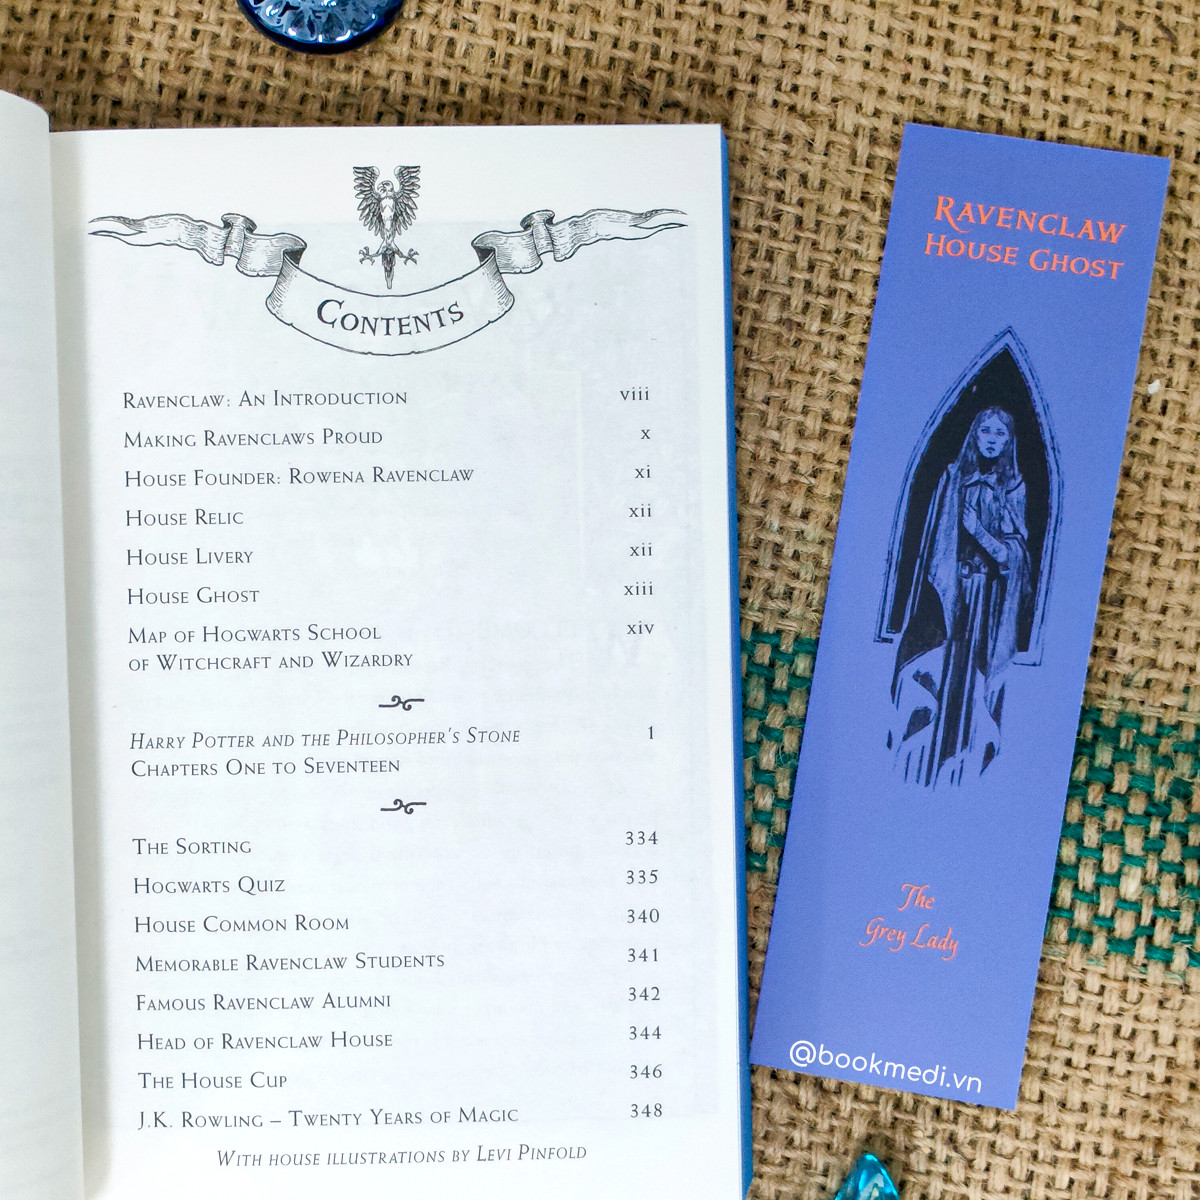 Contents
Ravenclaw: An Introduction viii
Making Ravenclaws Proud x
House Founder: Rowena Ravenclaw xi
House Relic xii
House Livery xii
House Ghost xiii
Map of Hogwarts School xiv
of Witchcraft and Wizardry
Harry Potter and the Philosopher's Stone 1
Chapters One to Seventeen
The Sorting 334
Hogwarts Quiz 335
House Common Room 340
Memorable Ravenclaw Students 341
Famous Ravenclaw Alumni 342
Head of Ravenclaw House 344
The House Cup 346
J.K. Rowling – Twenty Years of Magic 348
With house illustrations by Levi Pinfold
Ravenclaw
House Ghost
The
Grey Lady
@bookmedi.vn